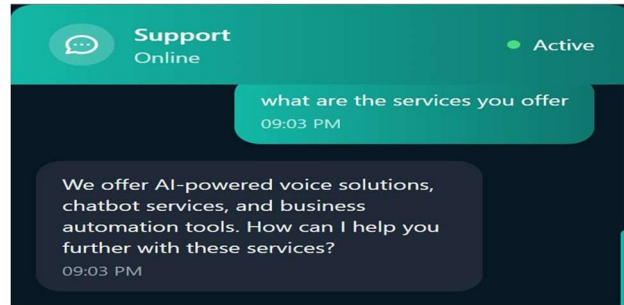 Support
Online
Active
what are the services you offer
09:03 PM
We offer AI-powered voice solutions,
chatbot services, and business
automation tools. How can I help you
further with these services?
09:03 PM